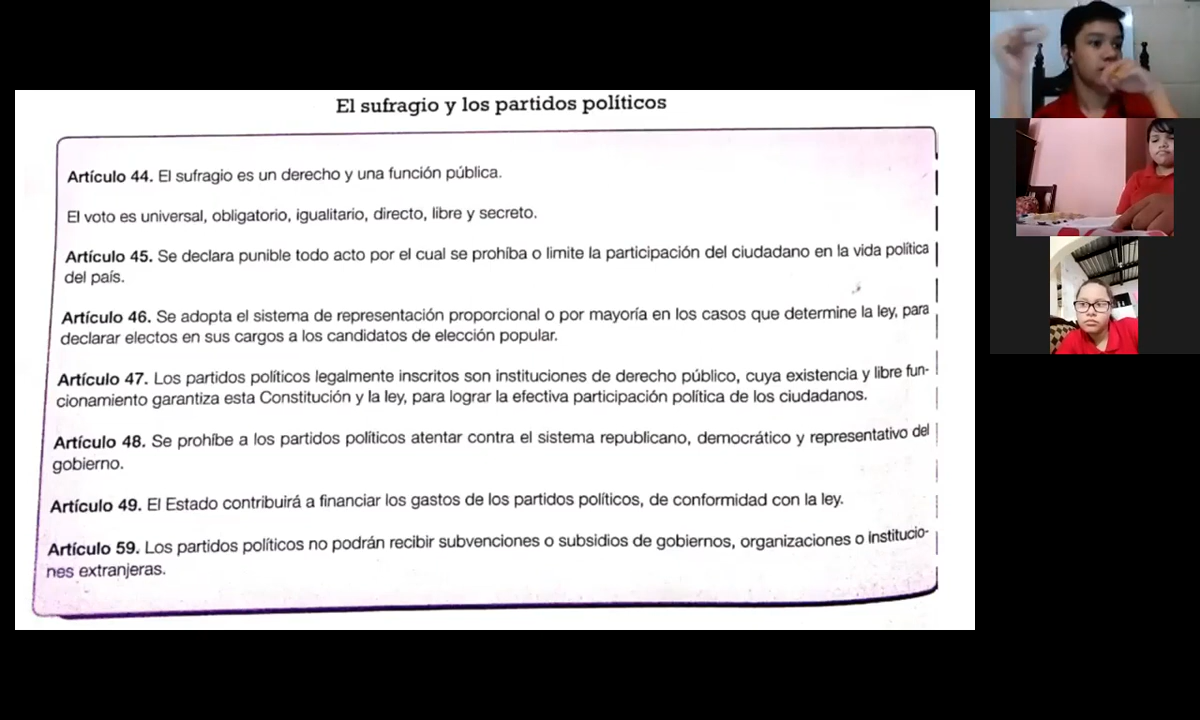 El sufragio y los partidos políticos
Artículo 44. El sufragio es un derecho y una función pública.
El voto es universal, obligatorio, igualitario, directo, libre y secreto.
Artículo 45. Se declara punible todo acto por el cual se prohíba o limite la participación del ciudadano en la vida política
del país.
Artículo 46. Se adopta el sistema de representación proporcional o por mayoría en los casos que determine la ley, para
declarar electos en sus cargos a los candidatos de elección popular.
Artículo 47. Los partidos políticos legalmente inscritos son instituciones de derecho público, cuya existencia y libre fun-
cionamiento garantiza esta Constitución y la ley, para lograr la efectiva participación política de los ciudadanos.
Artículo 48. Se prohíbe a los partidos políticos atentar contra el sistema republicano, democrático y representativo del
gobierno.
Artículo 49. El Estado contribuirá a financiar los gastos de los partidos políticos, de conformidad con la ley.
Artículo 59. Los partidos políticos no podrán recibir subvenciones o subsidios de gobiernos, organizaciones o institucio-
nes extranjeras.